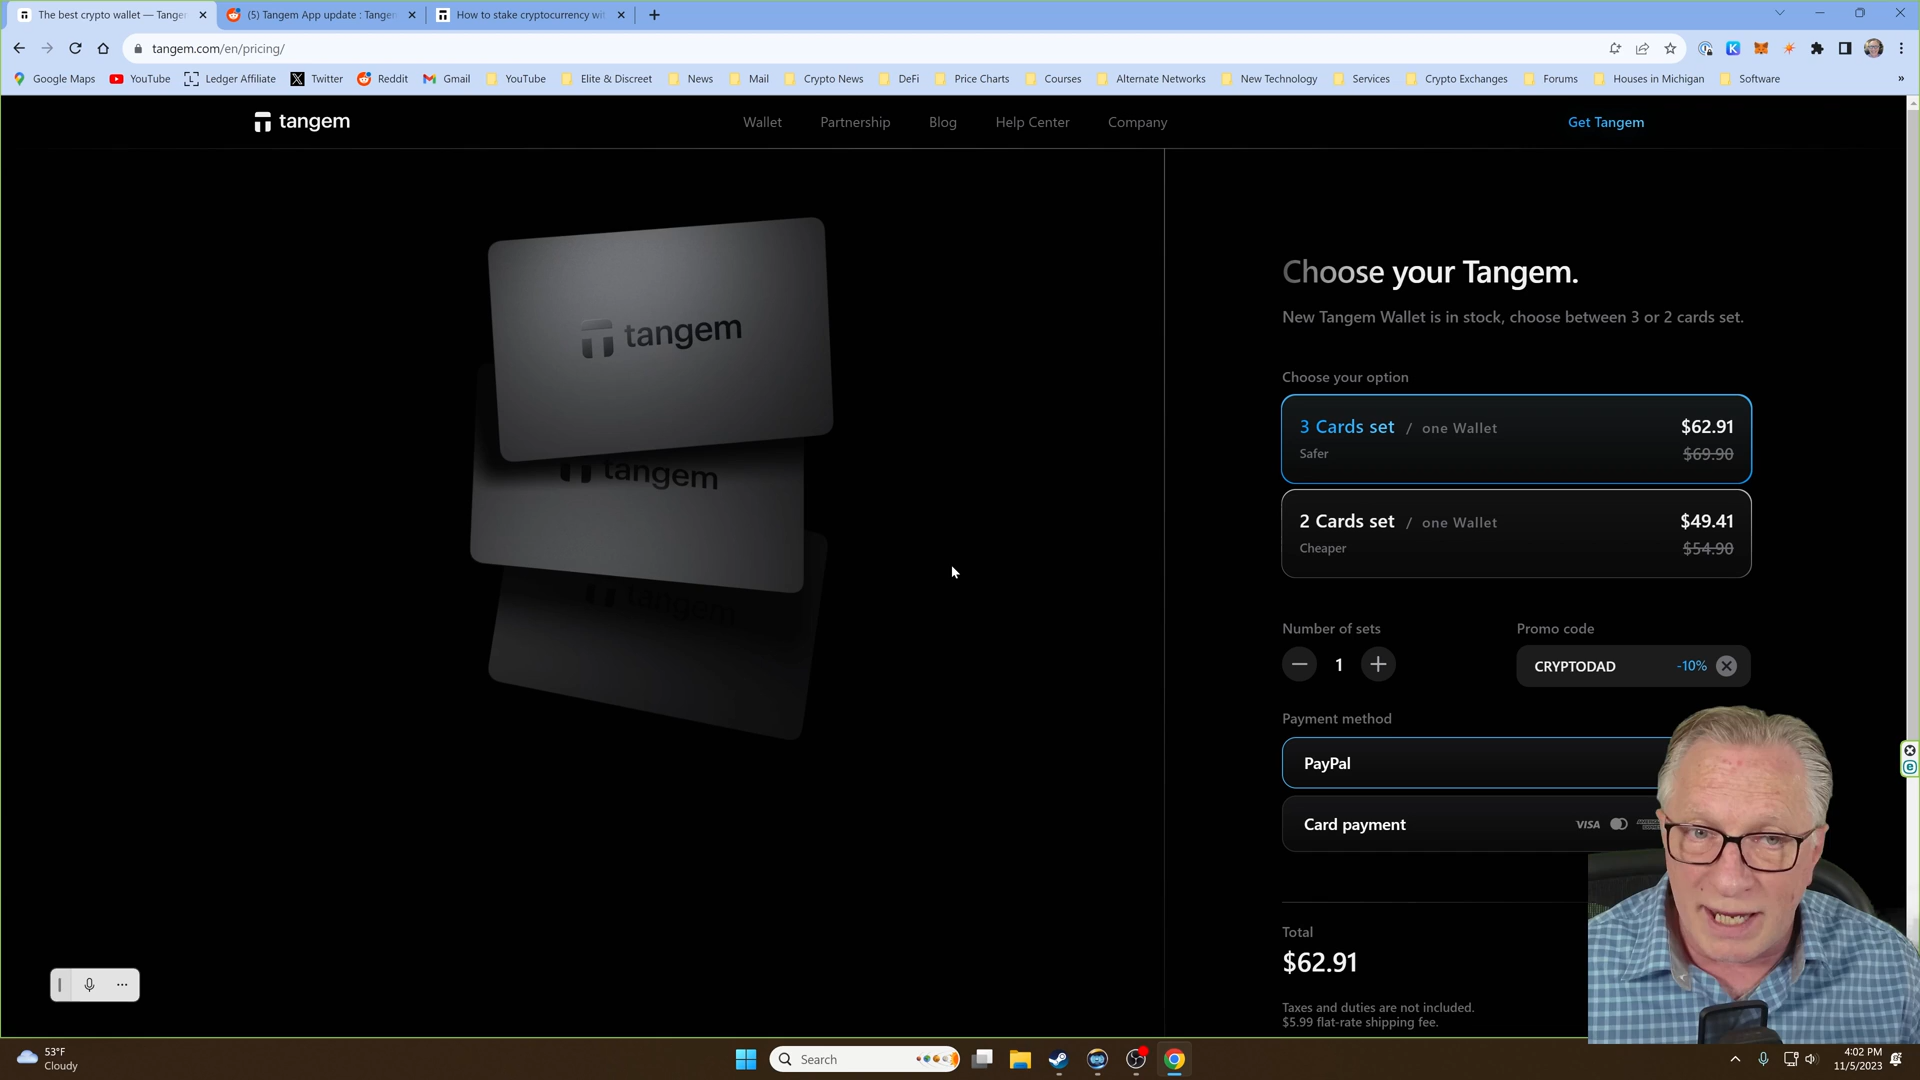 The best crypto wallet — Tange
(5) Tangem App update : Tange
How to stake cryptocurrency wi
tangem.com/en/pricing/
Google Maps
YouTube
Ledger Affiliate
Twitter
Reddit
Gmail
YouTube
Elite & Discreet
News
Mail
Crypto News
DeFi
Price Charts
Courses
Alternate Networks
New Technology
Services
Crypto Exchanges
Forums
Houses in Michigan
Software
»
tangem
Wallet
Partnership
Blog
Help Center
Company
Get Tangem
tangem
tangem
tangem
Choose your Tangem.
New Tangem Wallet is in stock, choose between 3 or 2 cards set.
Choose your option
3 Cards set / one Wallet
$62.91
Safer
$69.90
2 Cards set / one Wallet
$49.41
Cheaper
$54.90
Number of sets
1
Promo code
CRYPTODAD
-10%
Payment method
PayPal
Card payment
VISA
Total
$62.91
Taxes and duties are not included.
$5.99 flat-rate shipping fee.
53°F
Cloudy
Search
4:02 PM
11/5/2023